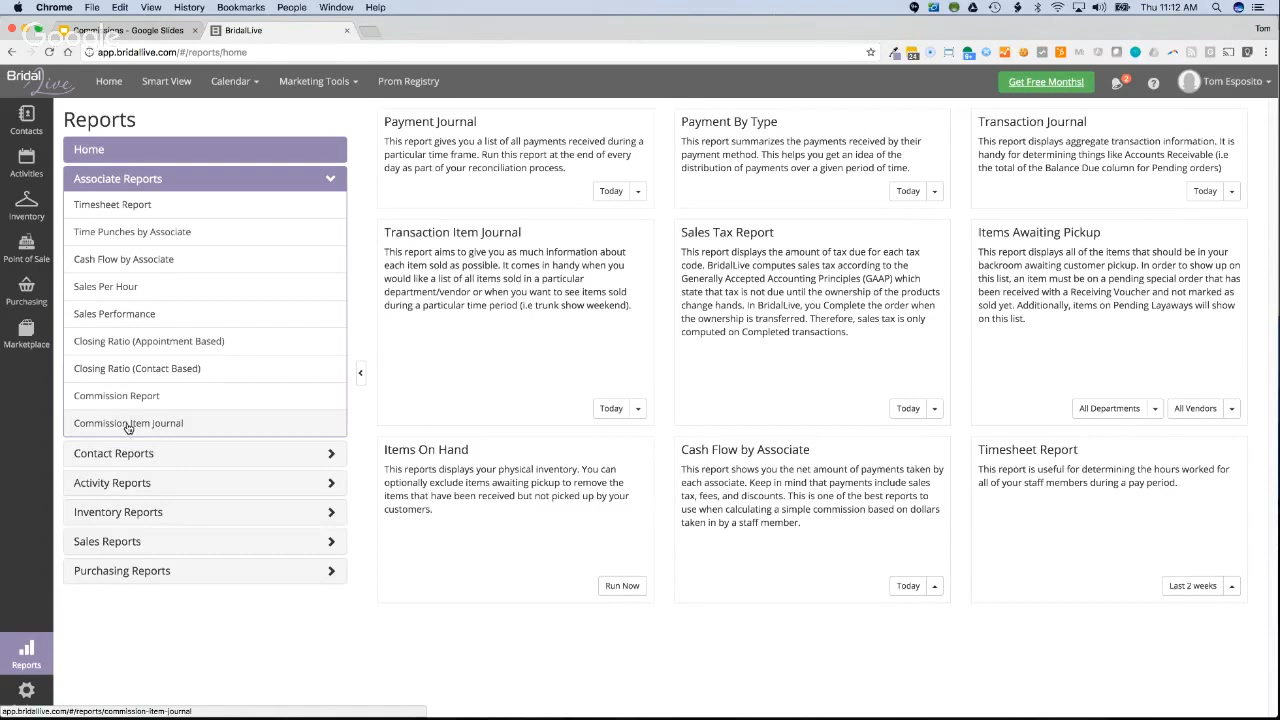 Chrome File Edit View History Bookmarks People Window Help
Thu 11:12 AM
Google
Commissions - Google Slides
BridalLive
Tom
app.bridallive.com/#/reports/home
24
9+
Bridal Live
Home Smart View Calendar Marketing Tools Prom Registry
Get Free Months!
2
Tom Esposito
Contacts
Activities
Inventory
Point of Sale
Purchasing
Marketplace
Reports
Reports
Home
Associate Reports
Timesheet Report
Time Punches by Associate
Cash Flow by Associate
Sales Per Hour
Sales Performance
Closing Ratio (Appointment Based)
Closing Ratio (Contact Based)
Commission Report
Commission Item Journal
Contact Reports
Activity Reports
Inventory Reports
Sales Reports
Purchasing Reports
Payment Journal
This report gives you a list of all payments received during a
particular time frame. Run this report at the end of every
day as part of your reconciliation process.
Today
Payment By Type
This report summarizes the payments received by their
payment method. This helps you get an idea of the
distribution of payments over a given period of time.
Today
Transaction Journal
This report displays aggregate transaction information. It is
handy for determining things like Accounts Receivable (i.e
the total of the Balance Due column for Pending orders)
Today
Transaction Item Journal
This report aims to give you as much information about
each item sold as possible. It comes in handy when you
would like a list of all items sold in a particular
department/vendor or when you want to see items sold
during a particular time period (i.e trunk show weekend).
Today
Sales Tax Report
This report displays the amount of tax due for each tax
code. BridalLive computes sales tax according to the
Generally Accepted Accounting Principles (GAAP) which
state that tax is not due until the ownership of the products
change hands. In BridalLive, you Complete the order when
the ownership is transferred. Therefore, sales tax is only
computed on Completed transactions.
Today
Items Awaiting Pickup
This report displays all of the items that should be in your
backroom awaiting customer pickup. In order to show up on
this list, an item must be on a pending special order that has
been received with a Receiving Voucher and not marked as
sold yet. Additionally, items on Pending Layaways will show
on this list.
All Departments All Vendors
Items On Hand
This reports displays your physical inventory. You can
optionally exclude items awaiting pickup to remove the
items that have been received but not picked up by your
customers.
Run Now
Cash Flow by Associate
This report shows you the net amount of payments taken by
each associate. Keep in mind that payments include sales
tax, fees, and discounts. This is one of the best reports to
use when calculating a simple commission based on dollars
taken in by a staff member.
Today
Timesheet Report
This report is useful for determining the hours worked for
all of your staff members during a pay period.
Last 2 weeks
app.bridallive.com/#/reports/commission-item-journal